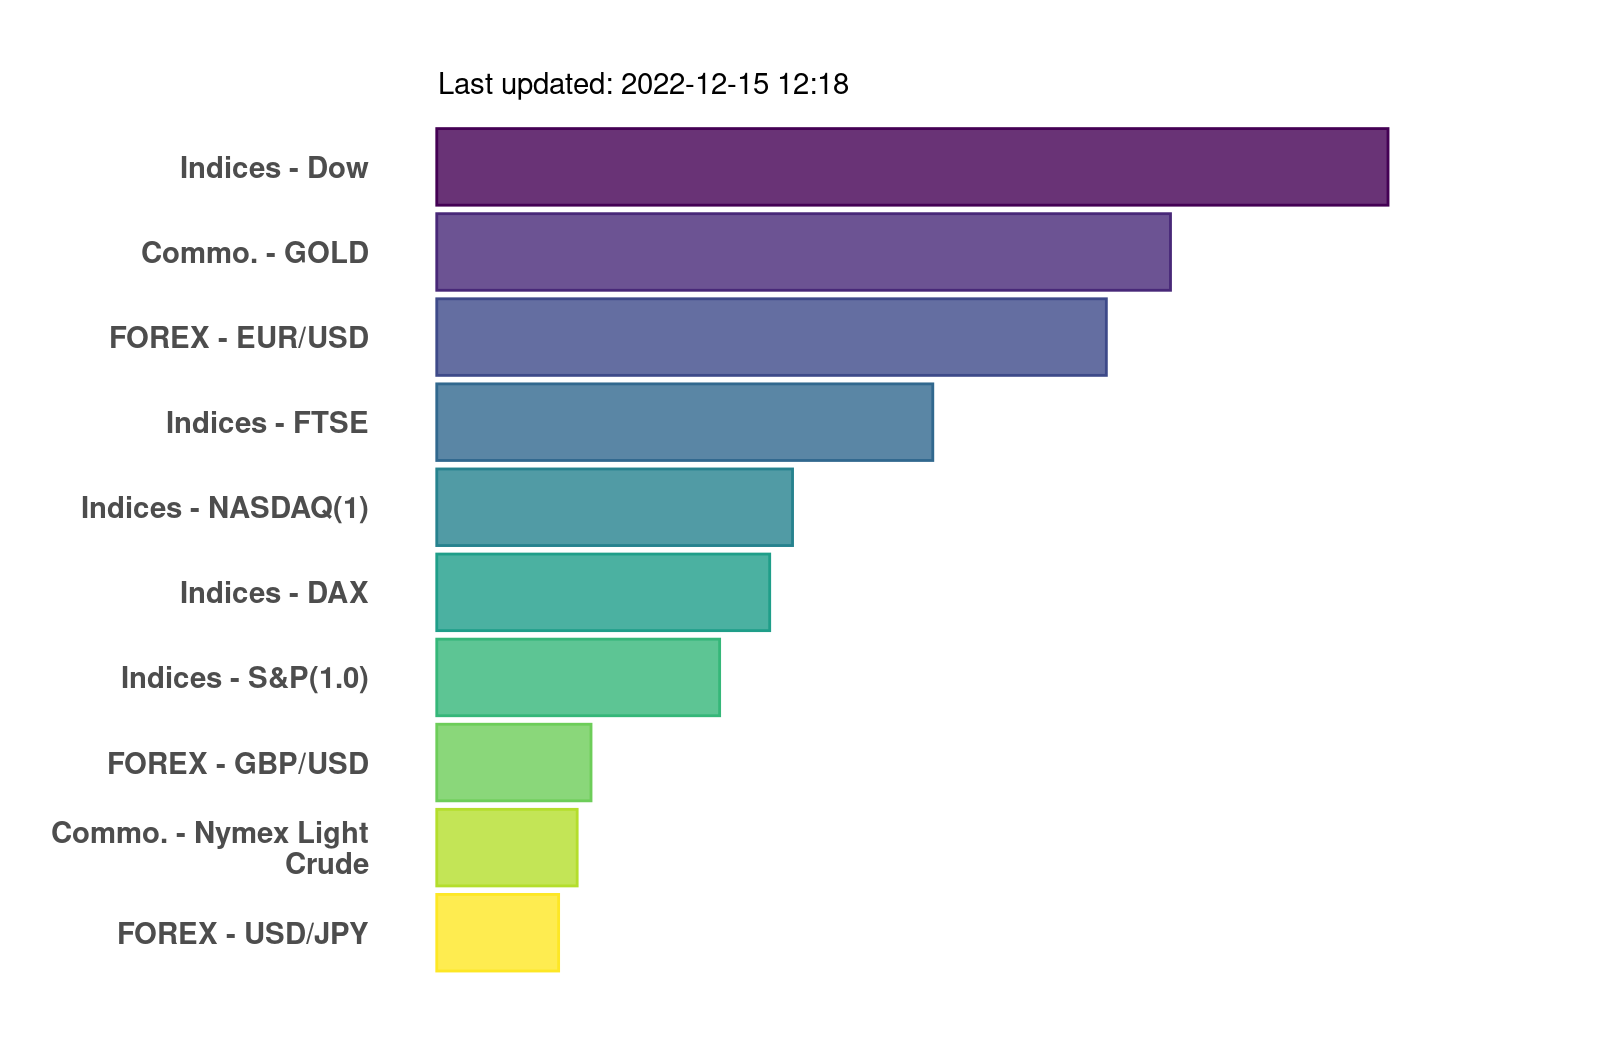 Last updated: 2022-12-15 12:18
Indices - Dow
Commo. - GOLD
FOREX - EUR/USD
Indices - FTSE
Indices - NASDAQ(1)
Indices - DAX
Indices - S&P(1.0)
FOREX - GBP/USD
Commo. - Nymex Light
Crude
FOREX - USD/JPY